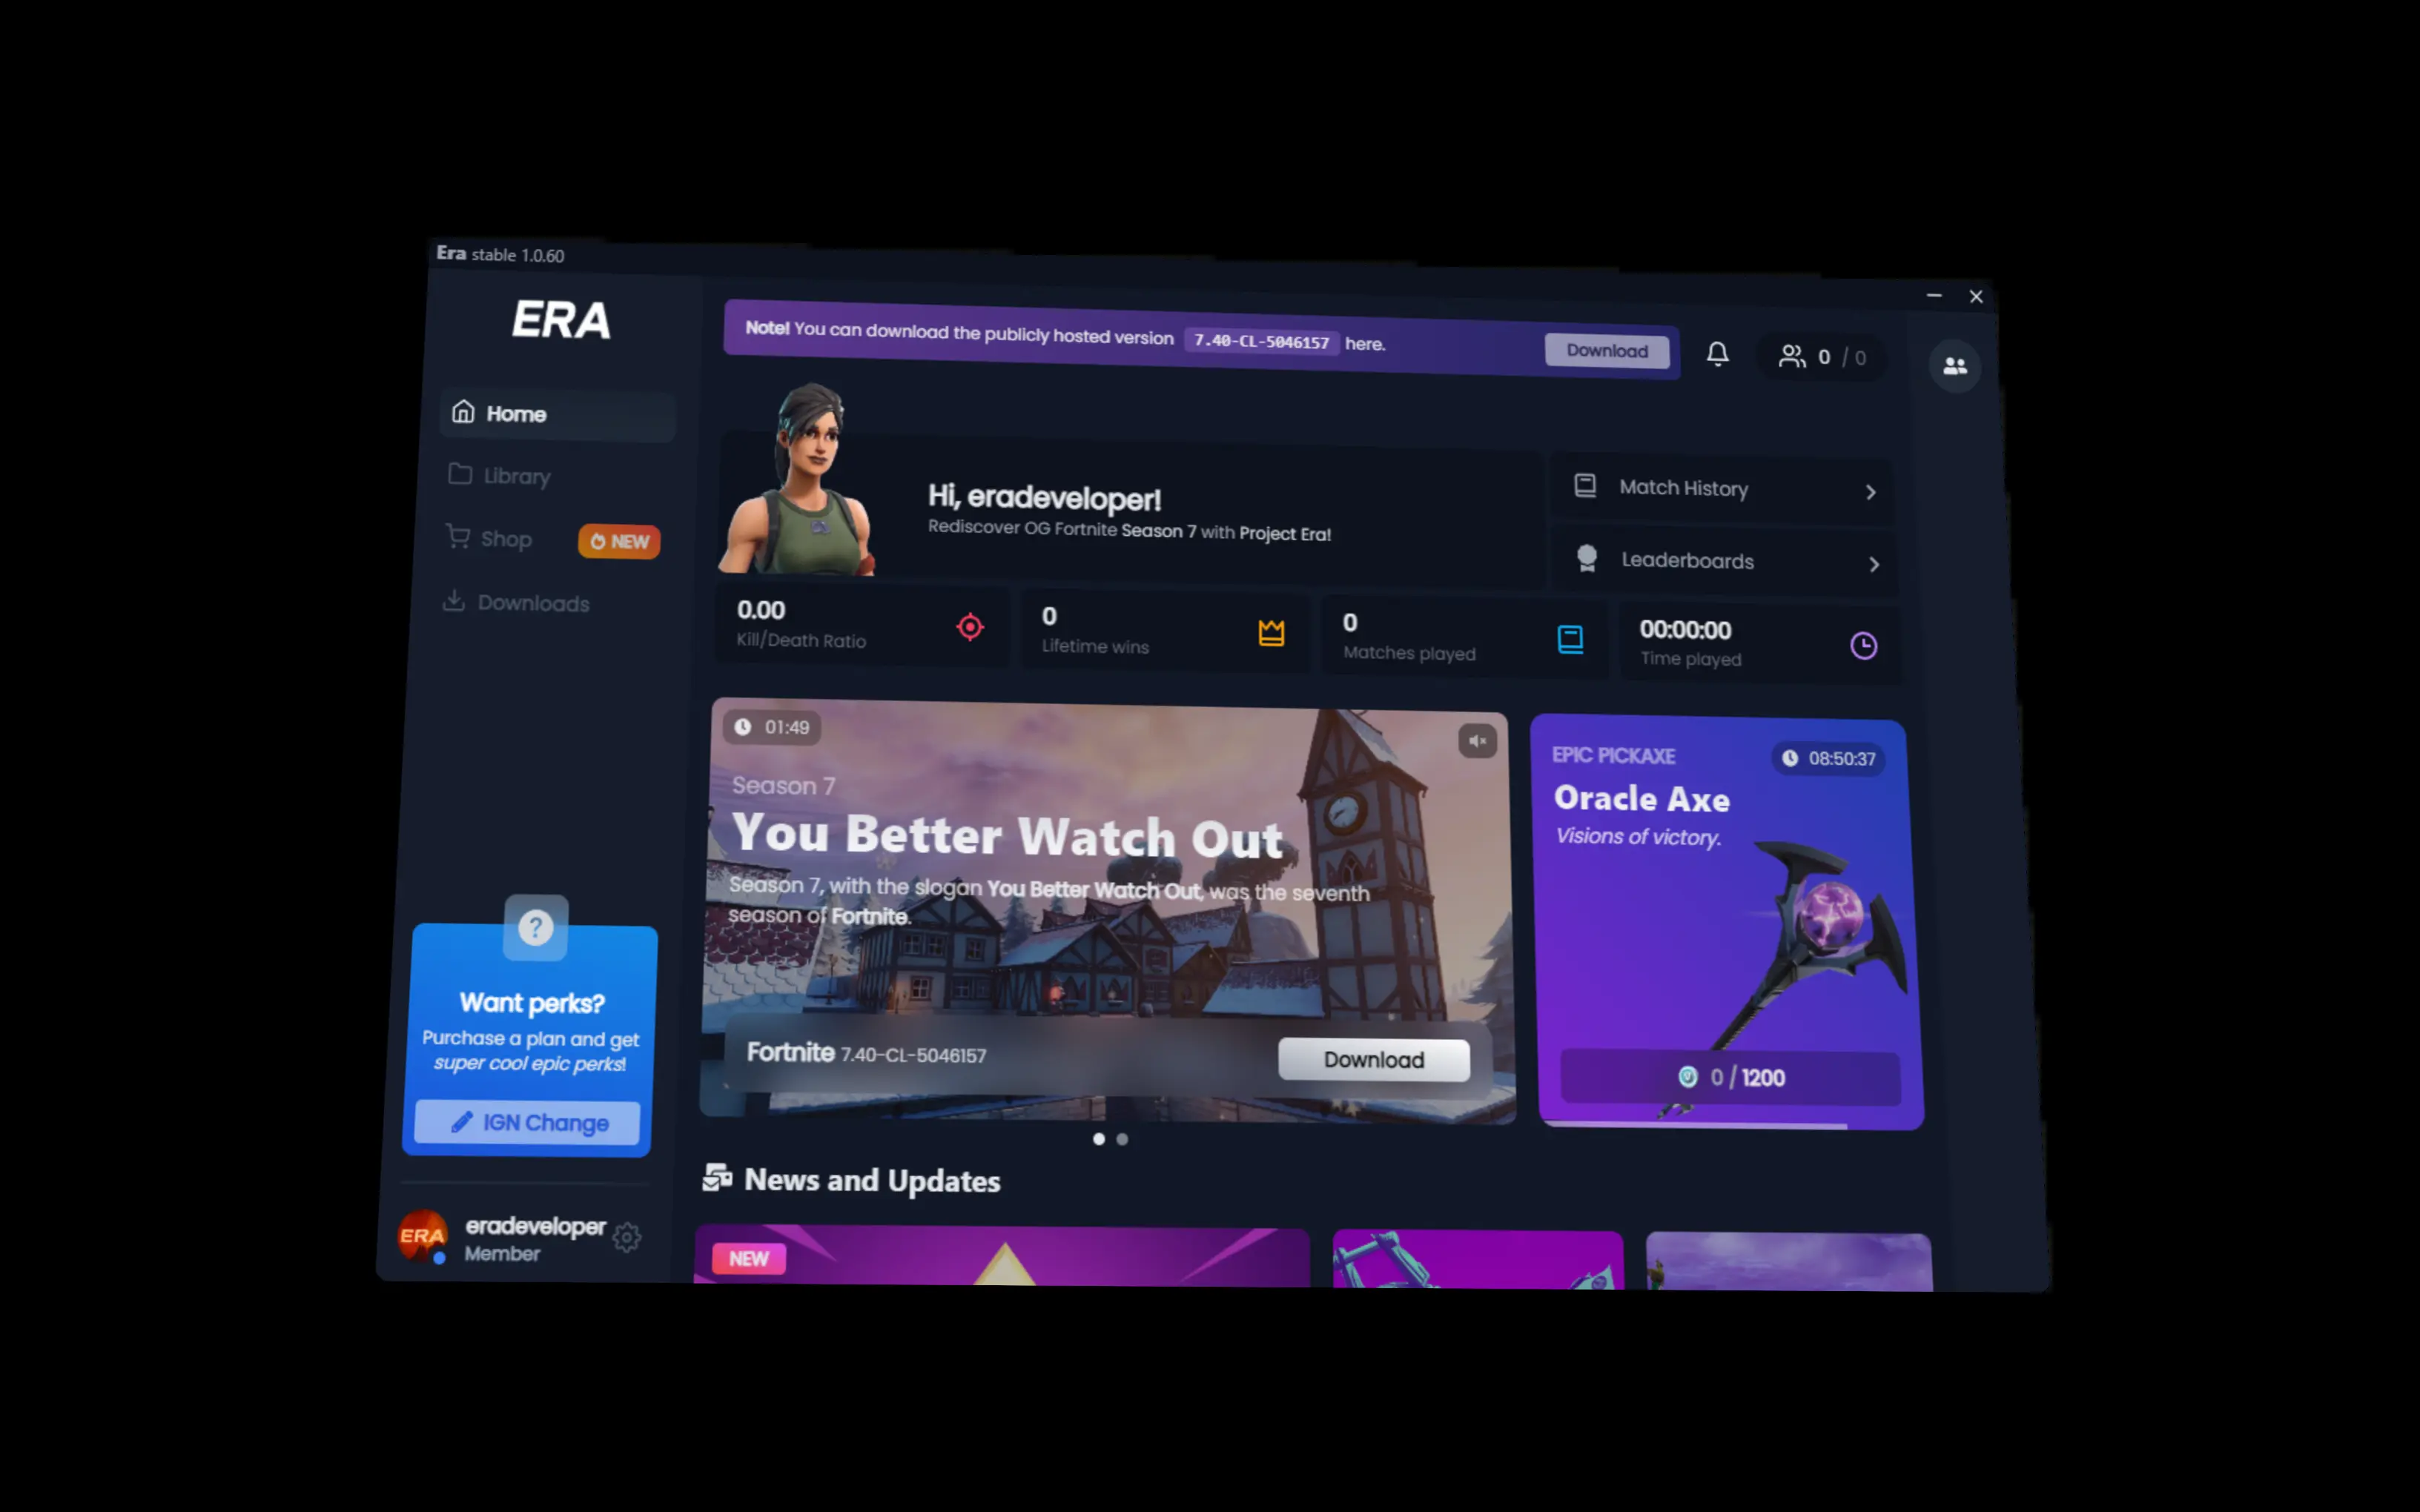 Era stable 1.0.60
ERA
Home
Library
Shop
NEW
Downloads
Want perks?
Purchase a plan and get
super cool epic perks!
IGN Change
ERA
eradeveloper
Member
Note! You can download the publicly hosted version 7.40-CL-5046157 here.
Download
0 / 0
Hi, eradeveloper!
Rediscover OG Fortnite Season 7 with Project Era!
Match History
Leaderboards
0.00
Kill/Death Ratio
0
Lifetime wins
0
Matches played
00:00:00
Time played
01:49
Season 7
You Better Watch Out
Season 7, with the slogan You Better Watch Out, was the seventh
season of Fortnite.
Fortnite 7.40-CL-5046157
Download
EPIC PICKAXE
08:50:37
Oracle Axe
Visions of victory.
0 / 1200
News and Updates
NEW